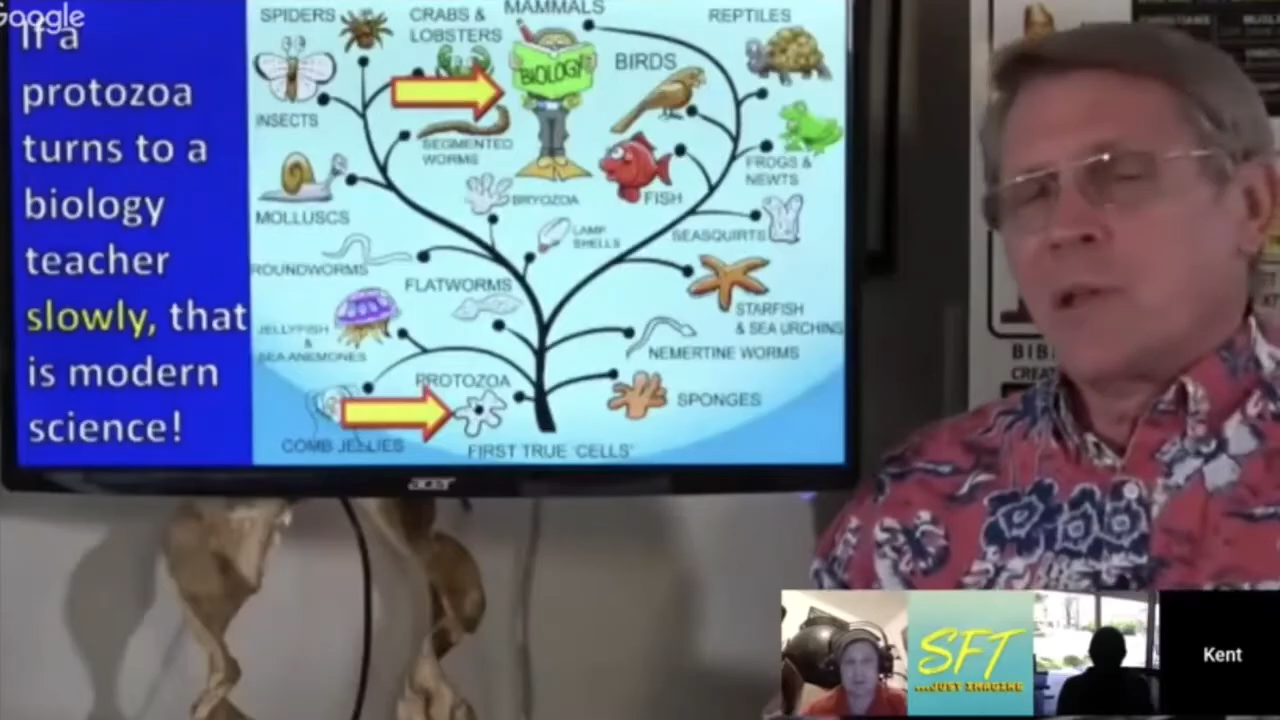 Google
If a
protozoa
turns to a
biology
teacher
slowly, that
is modern
science!
SPIDERS
CRABS &
LOBSTERS
MAMMALS
REPTILES
BIOLOGY
BIRDS
INSECTS
SEGMENTED
WORMS
FROGS &
NEWTS
MOLLUSCS
BRYOZOA
FISH
LAMP
SHELLS
SEASQUIRTS
ROUNDWORMS
FLATWORMS
STARFISH
& SEA URCHINS
JELLYFISH
&
SEA ANEMONES
NEMERTINE WORMS
PROTOZOA
SPONGES
COMB JELLIES
FIRST TRUE 'CELLS'
acer
SFT
...JUST IMAGINE
Kent